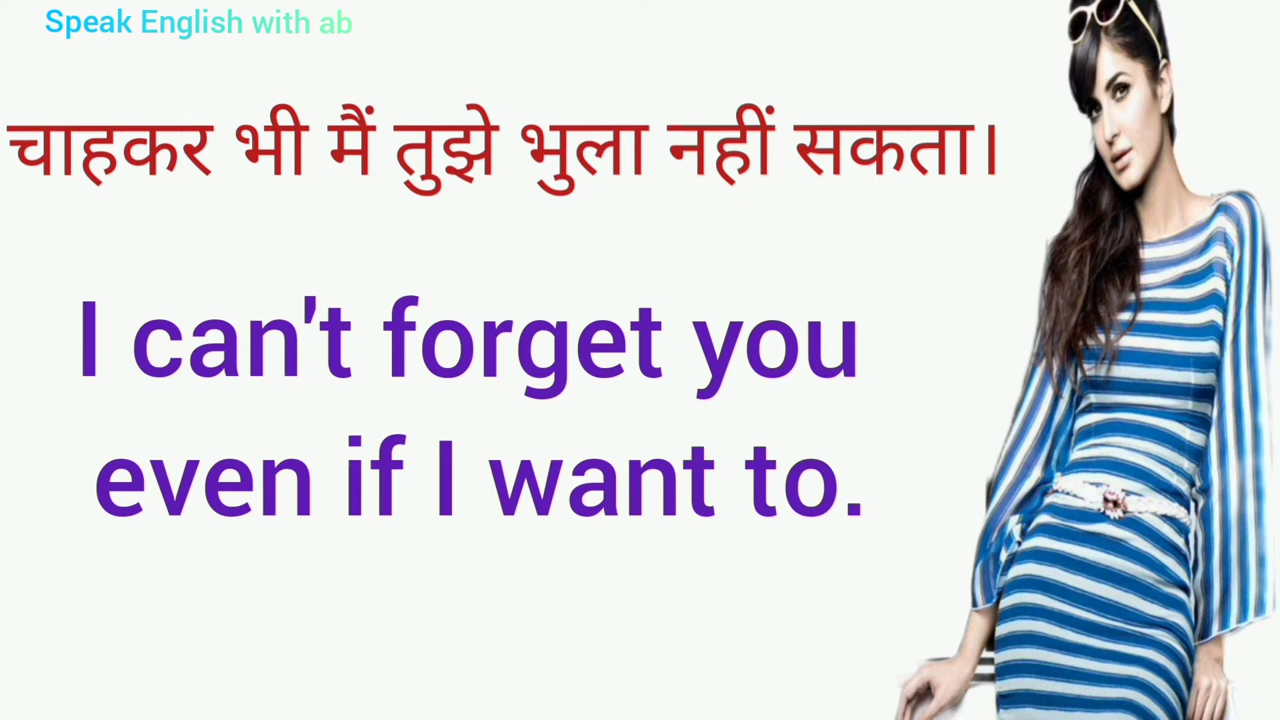 Speak English with ab
चाहकर भी मैं तुझे भुला नहीं सकता।
I can't forget you
even if I want to.